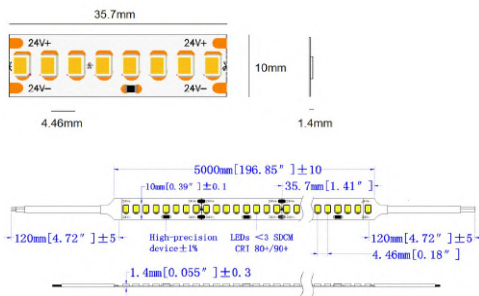 35.7mm
24V+ 24V+
24V− 24V−
10mm
4.46mm
1.4mm
5000mm[196.85″]±10
10mm[0.39″]±0.1
35.7mm[1.41″]
120mm[4.72″]±5
High-precision
device±1%
LEDs <3 SDCM
CRI 80+/90+
120mm[4.72″]±5
4.46mm[0.18″]
1.4mm[0.055″]±0.3